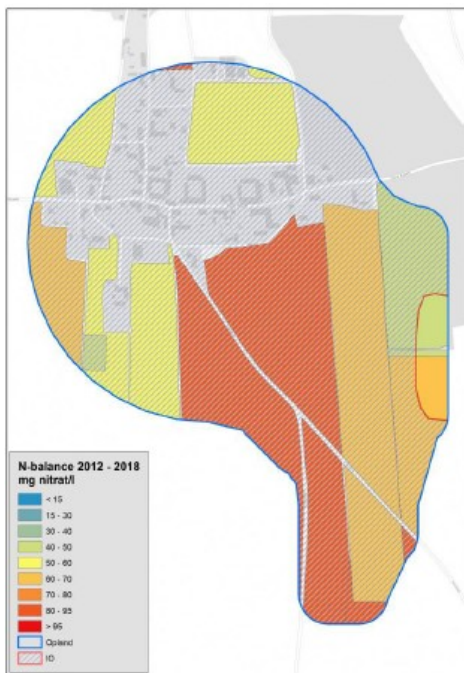 N-balance 2012 - 2018
mg nitrat/l
< 15
15 - 30
30 - 40
40 - 50
50 - 60
60 - 70
70 - 80
80 - 95
> 95
Opland
IO